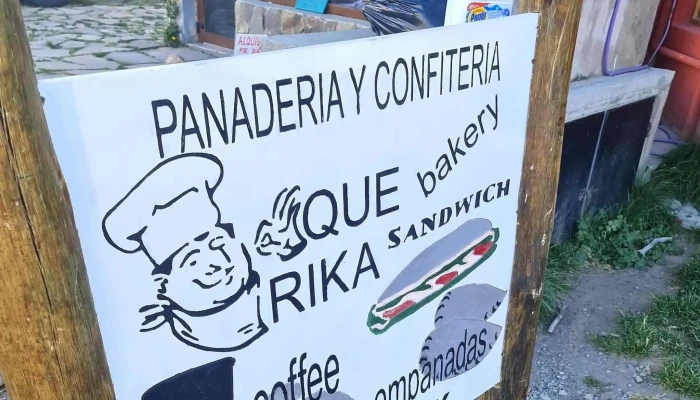 PANADERIA Y CONFITERIA
QUE bakery
RIKA SANDWICH
coffee
empanadas